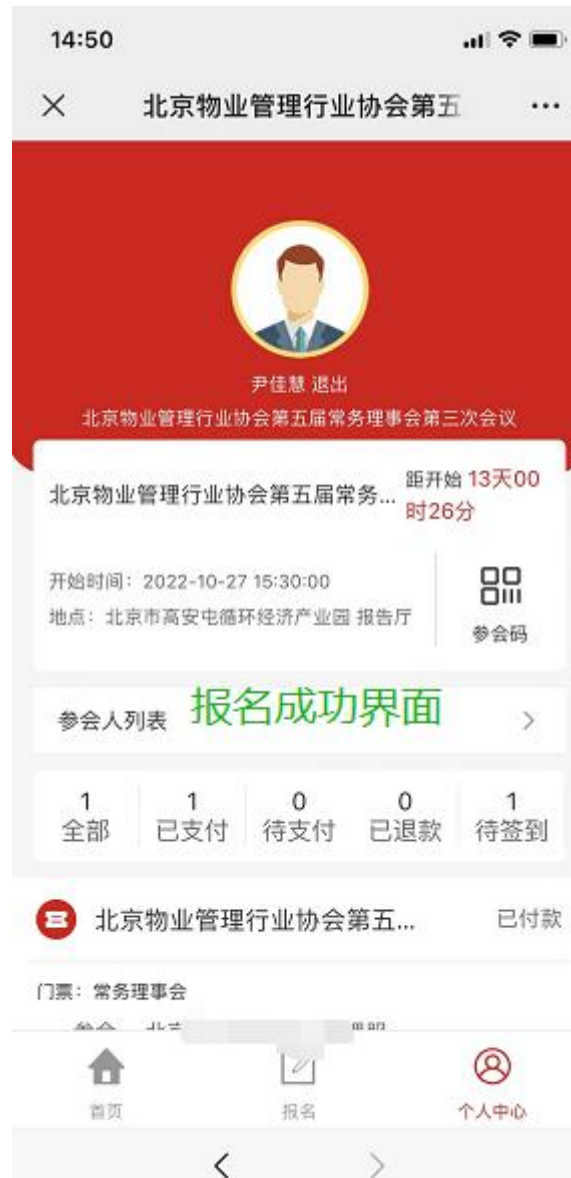 14:50
北京物业管理行业协会第五
尹佳慧 退出
北京物业管理行业协会第五届常务理事会第三次会议
北京物业管理行业协会第五届常务...
距开始 13天00
时26分
开始时间：2022-10-27 15:30:00
地点：北京市高安屯循环经济产业园 报告厅
参会码
参会人列表
报名成功界面
1 1 0 0 1
全部 已支付 待支付 已退款 待签到
北京物业管理行业协会第五... 已付款
门票：常务理事会
首页 报名 个人中心